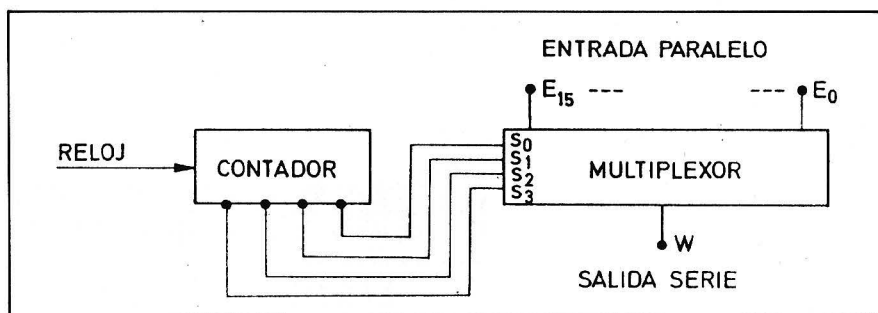 ENTRADA PARALELO
E15 --- --- E0
RELOJ
CONTADOR
S0
S1
S2
S3
MULTIPLEXOR
W
SALIDA SERIE